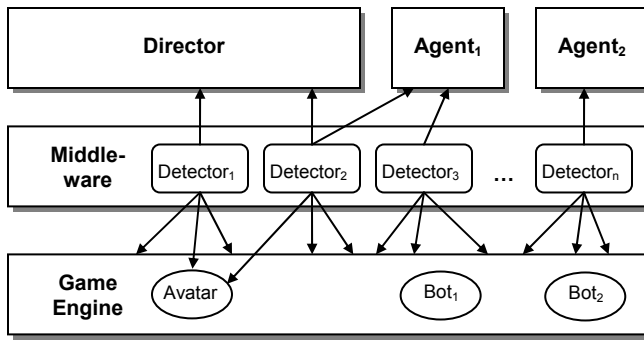 Director Agent₁ Agent₂
Middle-
ware
Detector₁ Detector₂ Detector₃ ... Detectorₙ
Game
Engine
Avatar Bot₁ Bot₂